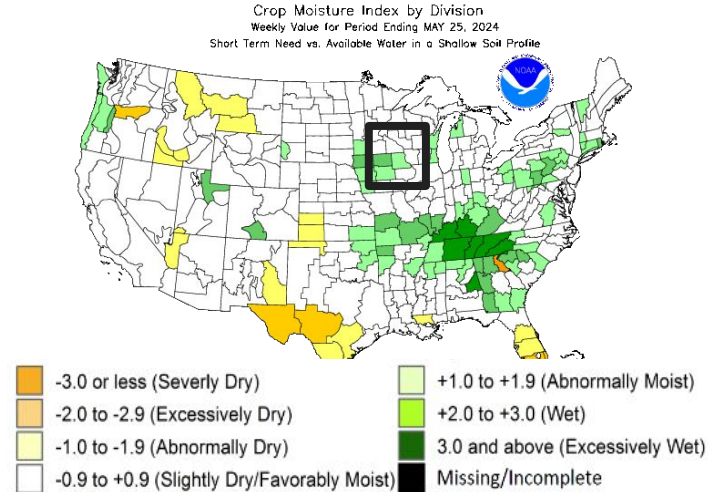 Crop Moisture Index by Division
Weekly Value for Period Ending MAY 25, 2024
Short Term Need vs. Available Water in a Shallow Soil Profile
NOAA
-3.0 or less (Severly Dry)
-2.0 to -2.9 (Excessively Dry)
-1.0 to -1.9 (Abnormally Dry)
-0.9 to +0.9 (Slightly Dry/Favorably Moist)
+1.0 to +1.9 (Abnormally Moist)
+2.0 to +3.0 (Wet)
3.0 and above (Excessively Wet)
Missing/Incomplete